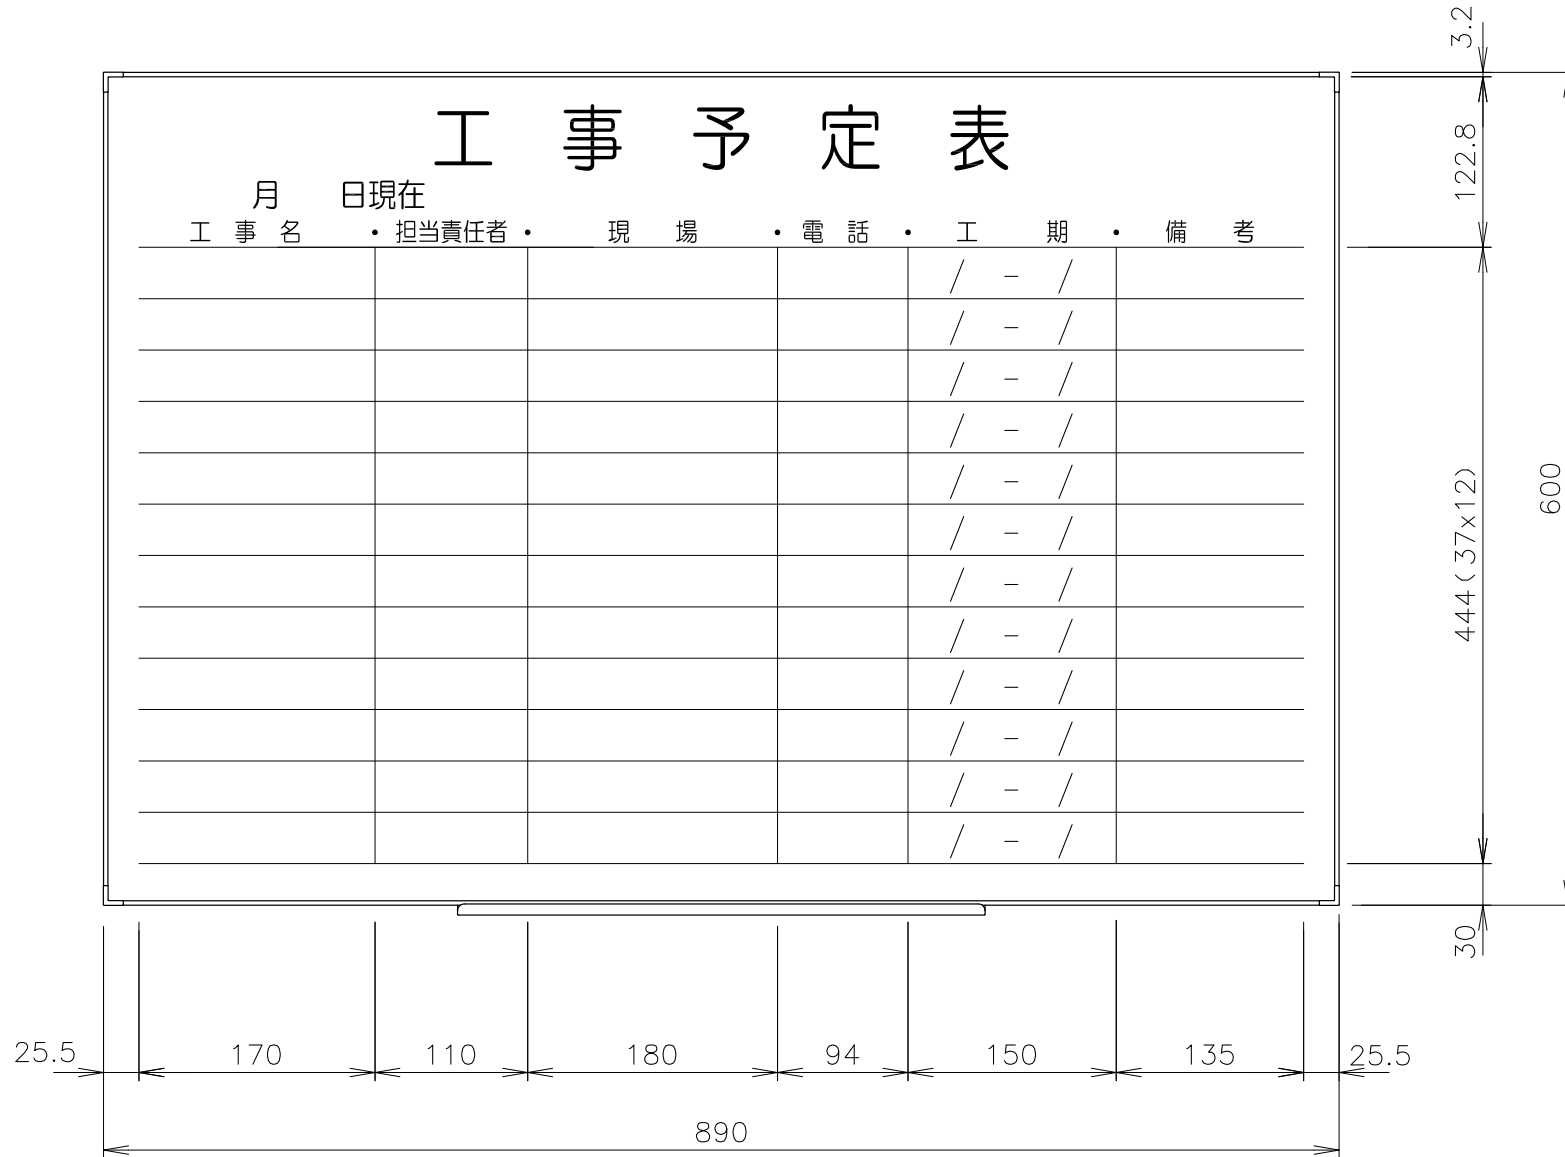 工事予定表
月　日現在
工事名・担当責任者・現場・電話・工期・備考
/ - /
/ - /
/ - /
/ - /
/ - /
/ - /
/ - /
/ - /
/ - /
/ - /
/ - /
/ - /
3.2
122.8
444(37x12)
600
30
25.5 170 110 180 94 150 135 25.5
890